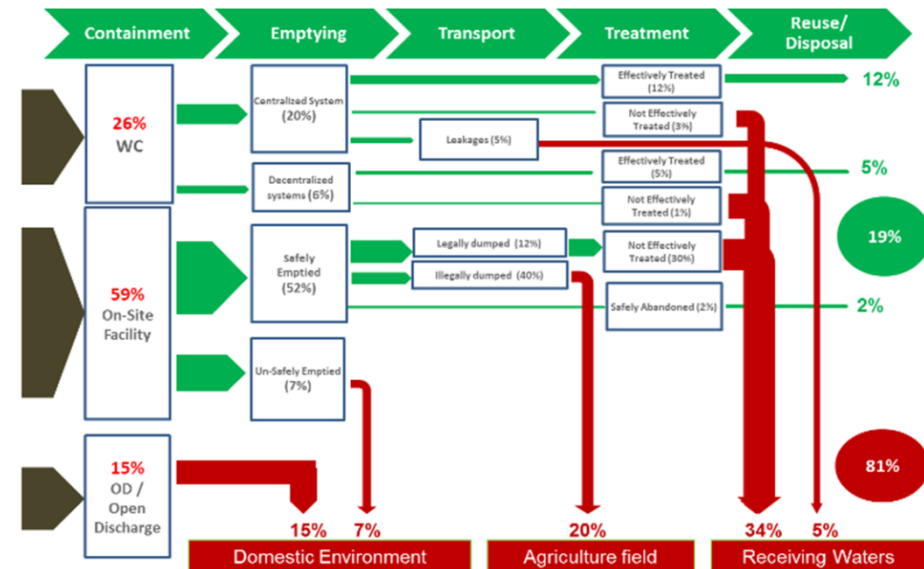 Containment
Emptying
Transport
Treatment
Reuse/
Disposal
26%
WC
Centralized System
(20%)
Effectively Treated
(12%)
12%
Not Effectively
Treated (3%)
Leakages (5%)
Decentralized
systems (6%)
Effectively Treated
(5%)
5%
Not Effectively
Treated (1%)
59%
On-Site
Facility
Safely
Emptied
(52%)
Legally dumped (12%)
Illegally dumped (40%)
Not Effectively
Treated (30%)
19%
Safely Abandoned (2%)
2%
Un-Safely Emptied
(7%)
15%
OD /
Open
Discharge
81%
15%
7%
20%
34%
5%
Domestic Environment
Agriculture field
Receiving Waters